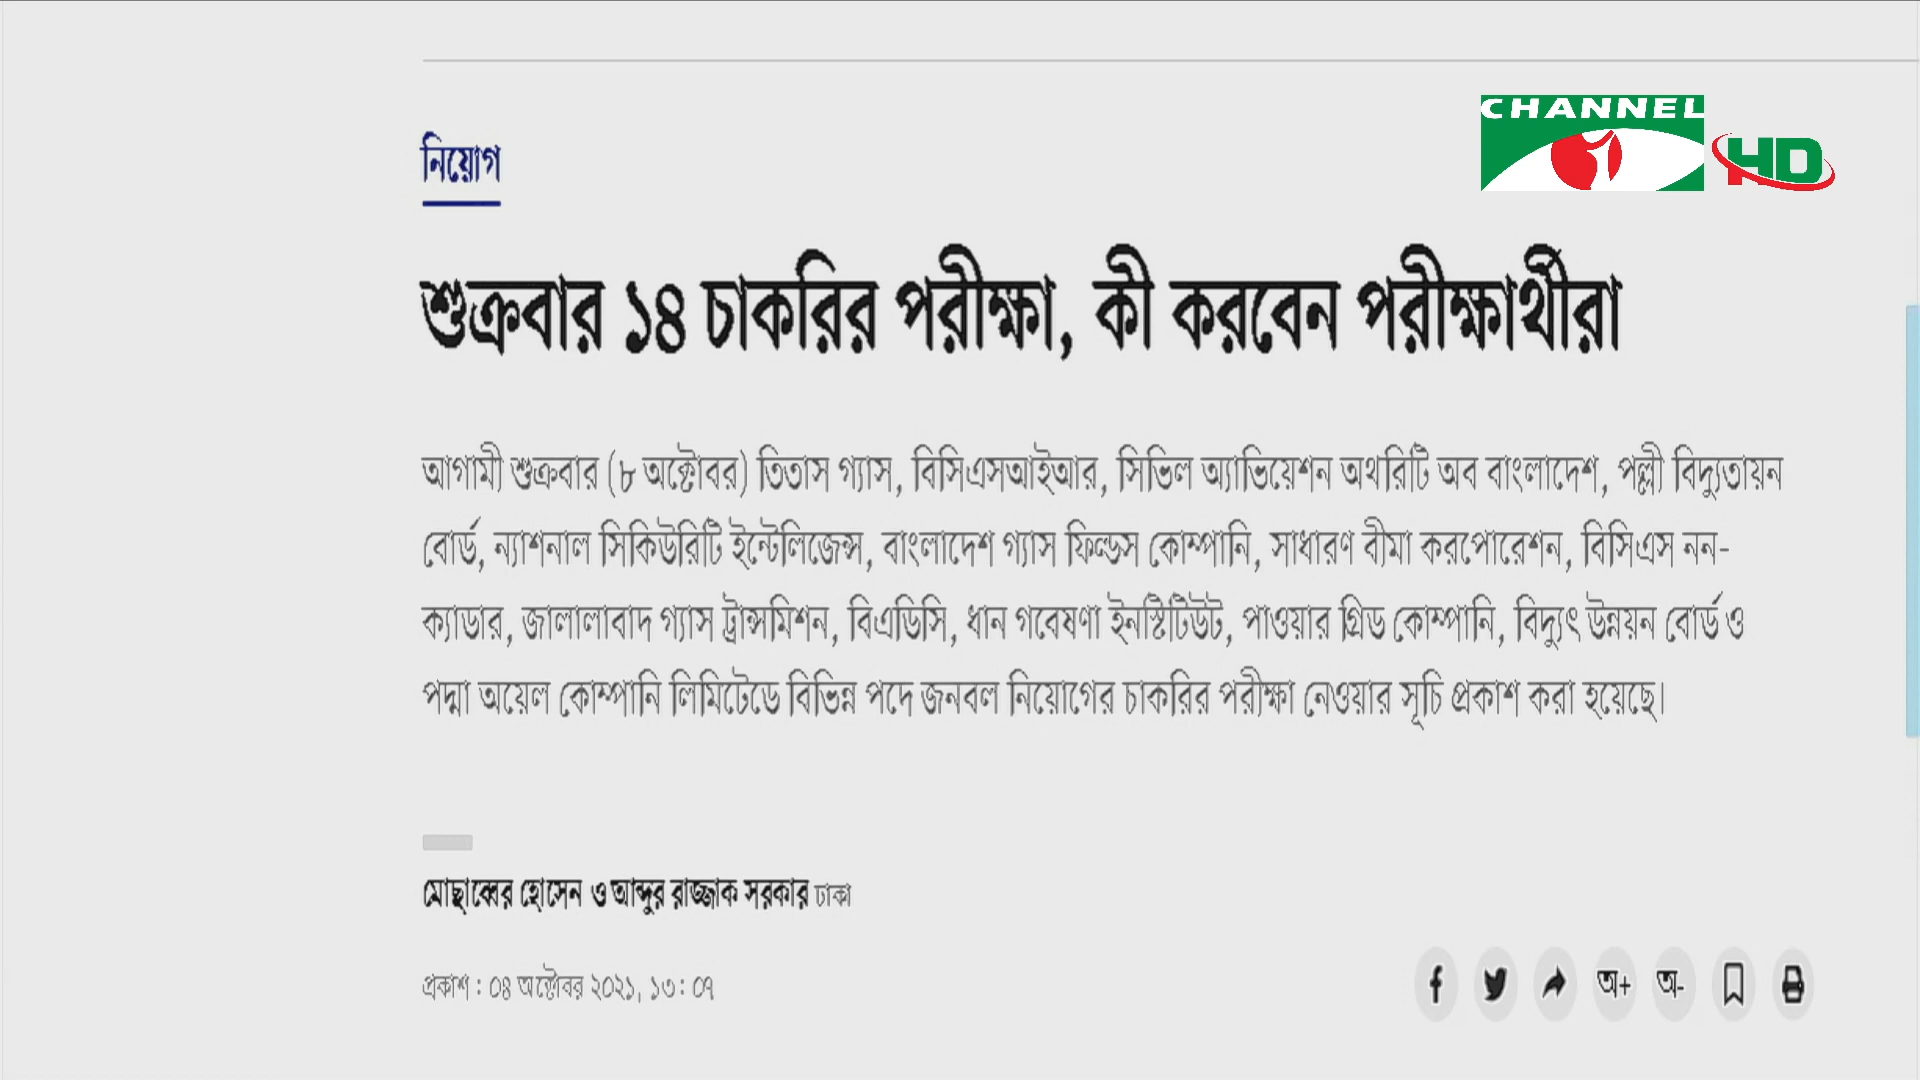 CHANNEL
HD
নিয়োগ
শুক্রবার ১৪ চাকরির পরীক্ষা, কী করবেন পরীক্ষার্থীরা
আগামী শুক্রবার (৮ অক্টোবর) তিতাস গ্যাস, বিসিএসআইআর, সিভিল অ্যাভিয়েশন অথরিটি অব বাংলাদেশ, পল্লী বিদ্যুতায়ন
বোর্ড, ন্যাশনাল সিকিউরিটি ইন্টেলিজেন্স, বাংলাদেশ গ্যাস ফিল্ডস কোম্পানি, সাধারণ বীমা করপোরেশন, বিসিএস নন-
ক্যাডার, জালালাবাদ গ্যাস ট্রান্সমিশন, বিএডিসি, ধান গবেষণা ইনস্টিটিউট, পাওয়ার গ্রিড কোম্পানি, বিদ্যুৎ উন্নয়ন বোর্ড ও
পদ্মা অয়েল কোম্পানি লিমিটেডে বিভিন্ন পদে জনবল নিয়োগের চাকরির পরীক্ষা নেওয়ার সূচি প্রকাশ করা হয়েছে।
মোছাব্বের হোসেন ও আব্দুর রাজ্জাক সরকার ঢাকা
প্রকাশ : ০৪ অক্টোবর ২০২১, ১৩: ০৭
অ+ অ-